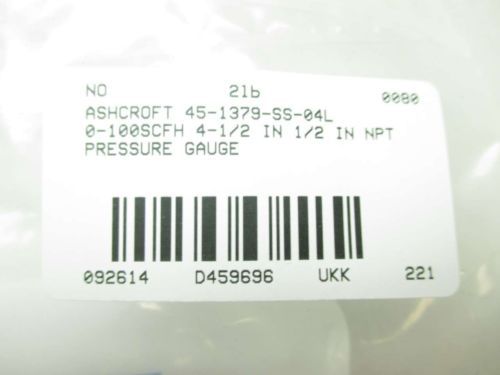 NO 2lb 0080
ASHCROFT 45-1379-SS-04L
0-100SCFH 4-1/2 IN 1/2 IN NPT
PRESSURE GAUGE
092614 D459696 UKK 221